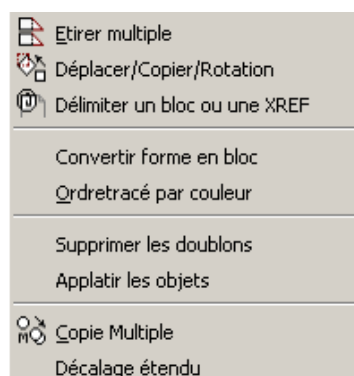 Etirer multiple
Déplacer/Copier/Rotation
Délimiter un bloc ou une XREF
Convertir forme en bloc
Ordretracé par couleur
Supprimer les doublons
Applatir les objets
Copie Multiple
Décalage étendu